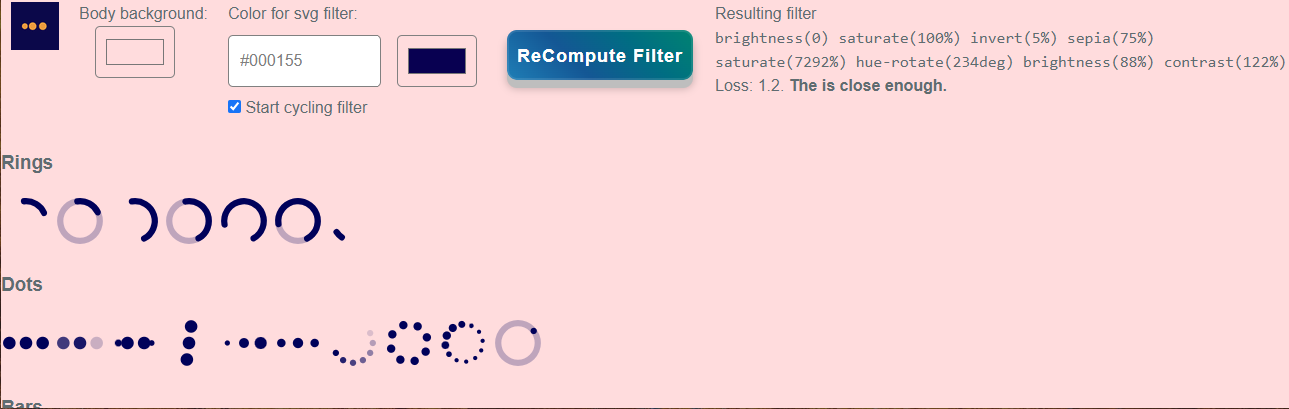 Body background:
Color for svg filter:
#000155
Start cycling filter
ReCompute Filter
Resulting filter
brightness(0) saturate(100%) invert(5%) sepia(75%)
saturate(7292%) hue-rotate(234deg) brightness(88%) contrast(122%)
Loss: 1.2. The is close enough.
Rings
Dots
Bars